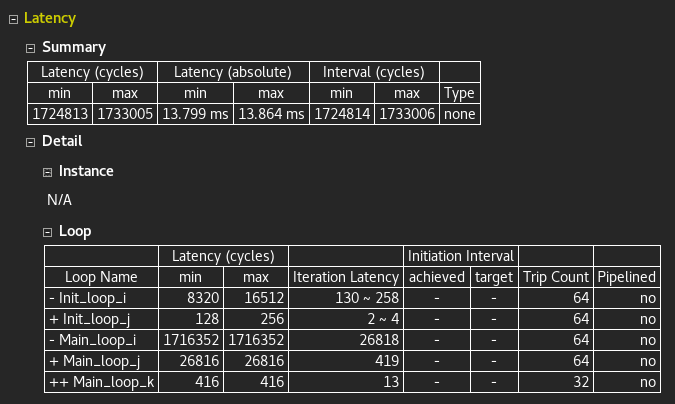 Latency
Summary
Latency (cycles) Latency (absolute) Interval (cycles)
min max min max min max Type
1724813 1733005 13.799 ms 13.864 ms 1724814 1733006 none
Detail
Instance
N/A
Loop
Latency (cycles) Initiation Interval
Loop Name min max Iteration Latency achieved target Trip Count Pipelined
- Init_loop_i 8320 16512 130 ~ 258 - - 64 no
+ Init_loop_j 128 256 2 ~ 4 - - 64 no
- Main_loop_i 1716352 1716352 26818 - - 64 no
+ Main_loop_j 26816 26816 419 - - 64 no
++ Main_loop_k 416 416 13 - - 32 no